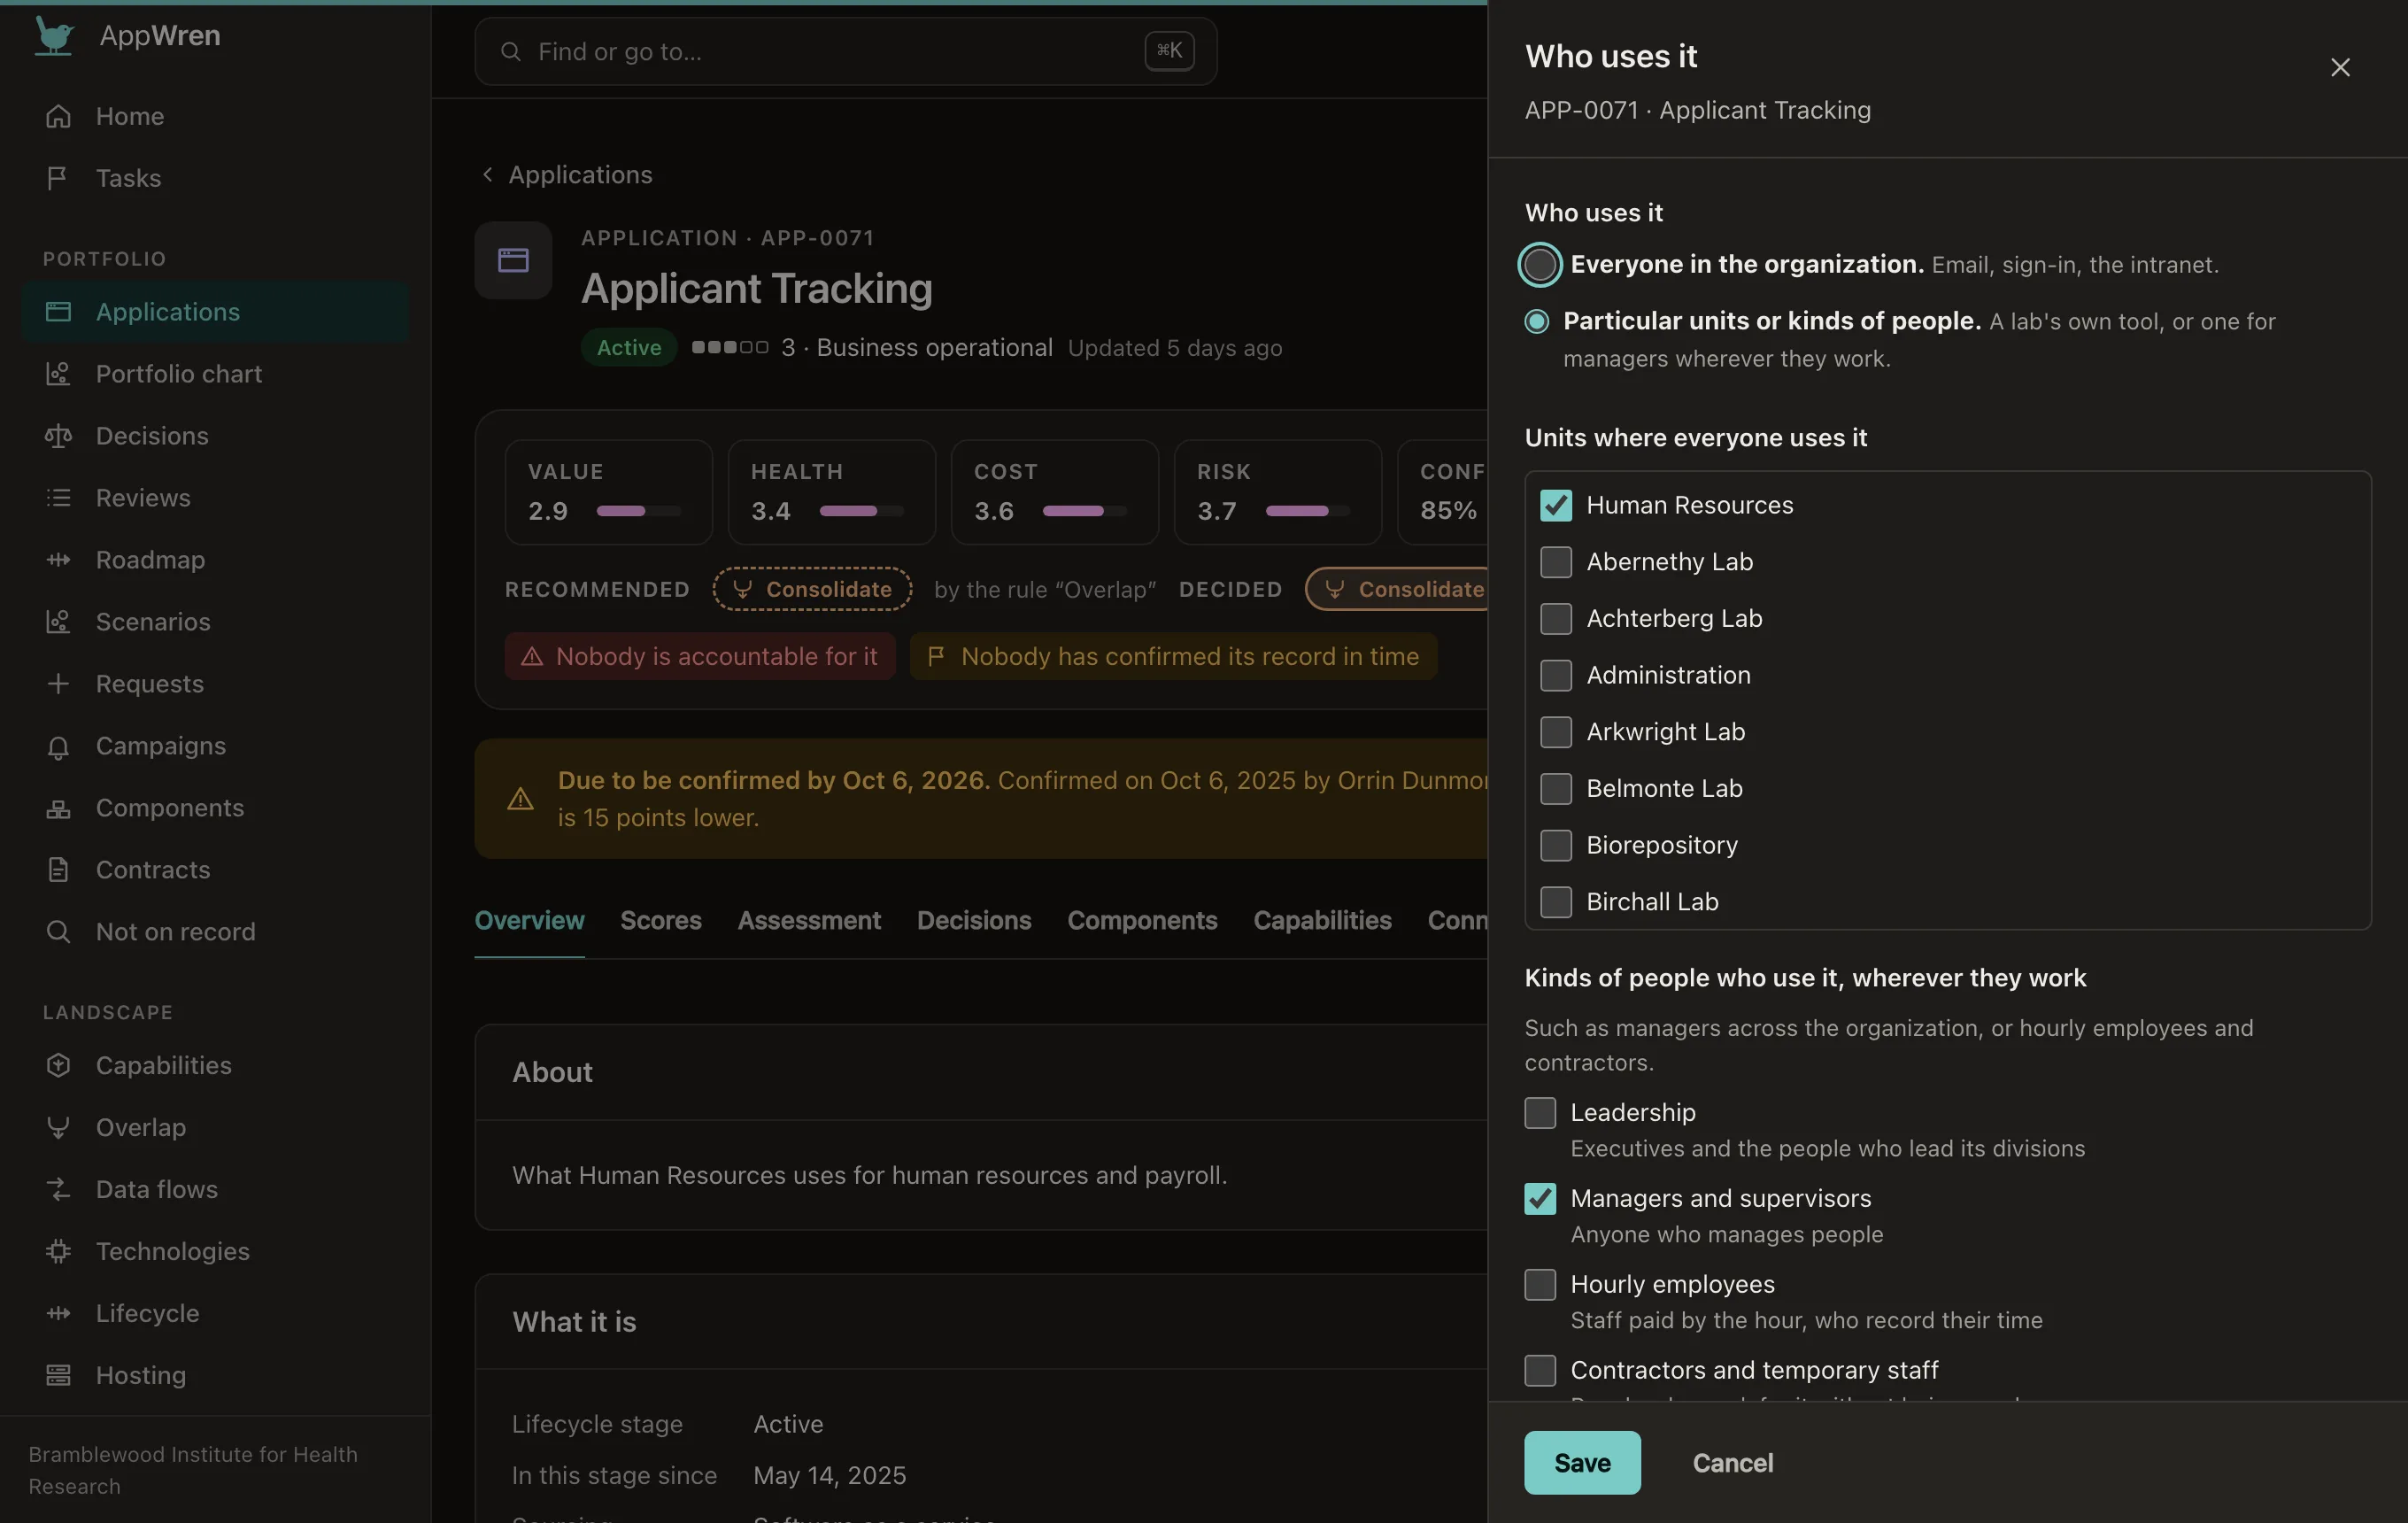 AppWren
Home
Tasks
PORTFOLIO
Applications
Portfolio chart
Decisions
Reviews
Roadmap
Scenarios
Requests
Campaigns
Components
Contracts
Not on record
LANDSCAPE
Capabilities
Overlap
Data flows
Technologies
Lifecycle
Hosting
Bramblewood Institute for Health
Research
Find or go to...
⌘K
Applications
APPLICATION · APP-0071
Applicant Tracking
Active 3 · Business operational Updated 5 days ago
VALUE
2.9
HEALTH
3.4
COST
3.6
RISK
3.7
CONF
85%
RECOMMENDED Consolidate by the rule “Overlap” DECIDED Consolidate
Nobody is accountable for it
Nobody has confirmed its record in time
Due to be confirmed by Oct 6, 2026. Confirmed on Oct 6, 2025 by Orrin
is 15 points lower.
Overview Scores Assessment Decisions Components Capabilities
About
What Human Resources uses for human resources and payroll.
What it is
Lifecycle stage Active
In this stage since May 14, 2025
Who uses it
APP-0071 · Applicant Tracking
Who uses it
Everyone in the organization. Email, sign-in, the intranet.
Particular units or kinds of people. A lab's own tool, or one for
managers wherever they work.
Units where everyone uses it
Human Resources
Abernethy Lab
Achterberg Lab
Administration
Arkwright Lab
Belmonte Lab
Biorepository
Birchall Lab
Kinds of people who use it, wherever they work
Such as managers across the organization, or hourly employees and
contractors.
Leadership
Executives and the people who lead its divisions
Managers and supervisors
Anyone who manages people
Hourly employees
Staff paid by the hour, who record their time
Contractors and temporary staff
Save
Cancel